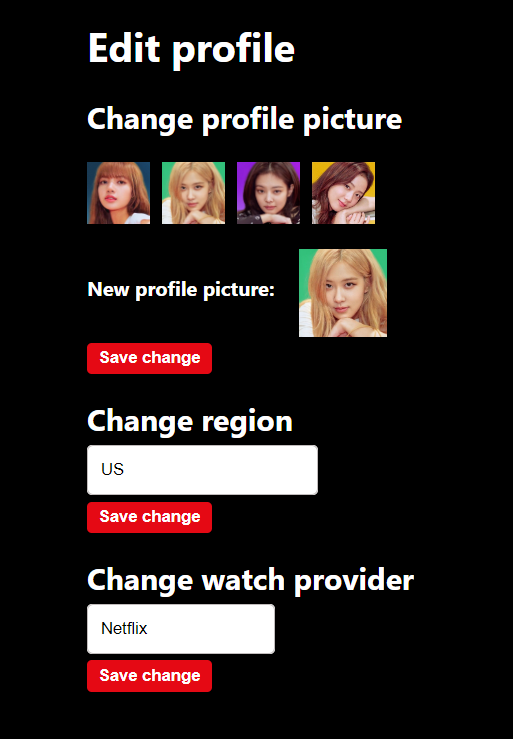 Edit profile
Change profile picture
New profile picture:
Save change
Change region
US
Save change
Change watch provider
Netflix
Save change